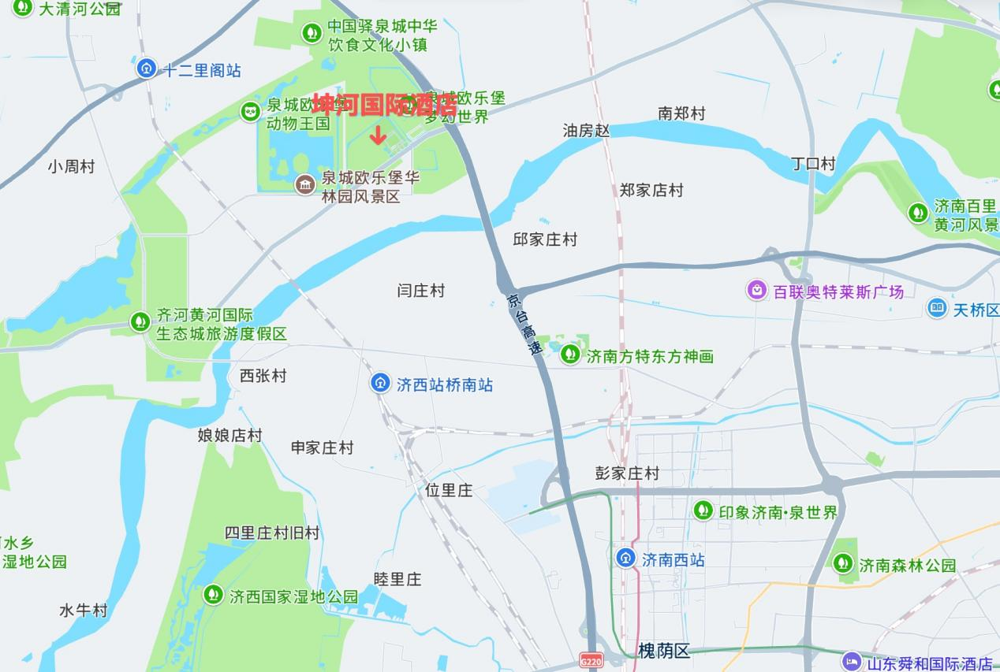 大清河公园
中国驿泉城中华
饮食文化小镇
十二里阁站
泉城欧乐堡
动物王国
坤河国际酒店
泉城欧乐堡
梦幻世界
南郑村
油房赵
小周村
丁口村
泉城欧乐堡华
林园风景区
郑家店村
济南百里
黄河风景
邱家庄村
闫庄村
百联奥特莱斯广场
天桥区
京台高速
齐河黄河国际
生态城旅游度假区
济南方特东方神画
西张村
济西站桥南站
娘娘店村
申家庄村
彭家庄村
位里庄
印象济南·泉世界
四里庄村旧村
水乡
湿地公园
济南西站
济南森林公园
睦里庄
济西国家湿地公园
水牛村
槐荫区
G220
山东舜和国际酒店